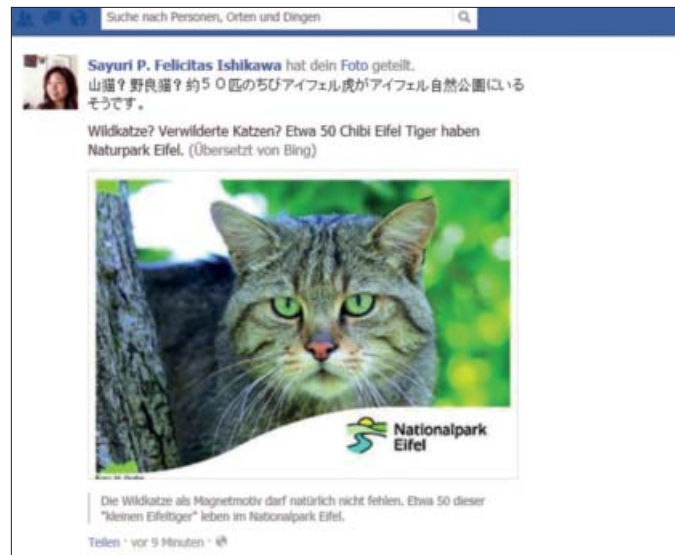 Suche nach Personen, Orten und Dingen
Sayuri P. Felicitas Ishikawa hat dein Foto geteilt.
山猫?野良猫?約50匹のちびアイフェル虎がアイフェル自然公園にいる
そうです。
Wildkatze? Verwilderte Katzen? Etwa 50 Chibi Eifel Tiger haben
Naturpark Eifel. (Übersetzt von Bing)
Nationalpark
Eifel
Die Wildkatze als Magnetmotiv darf natürlich nicht fehlen. Etwa 50 dieser
"kleinen Eifeltiger" leben im Nationalpark Eifel.
Teilen · vor 9 Minuten ·